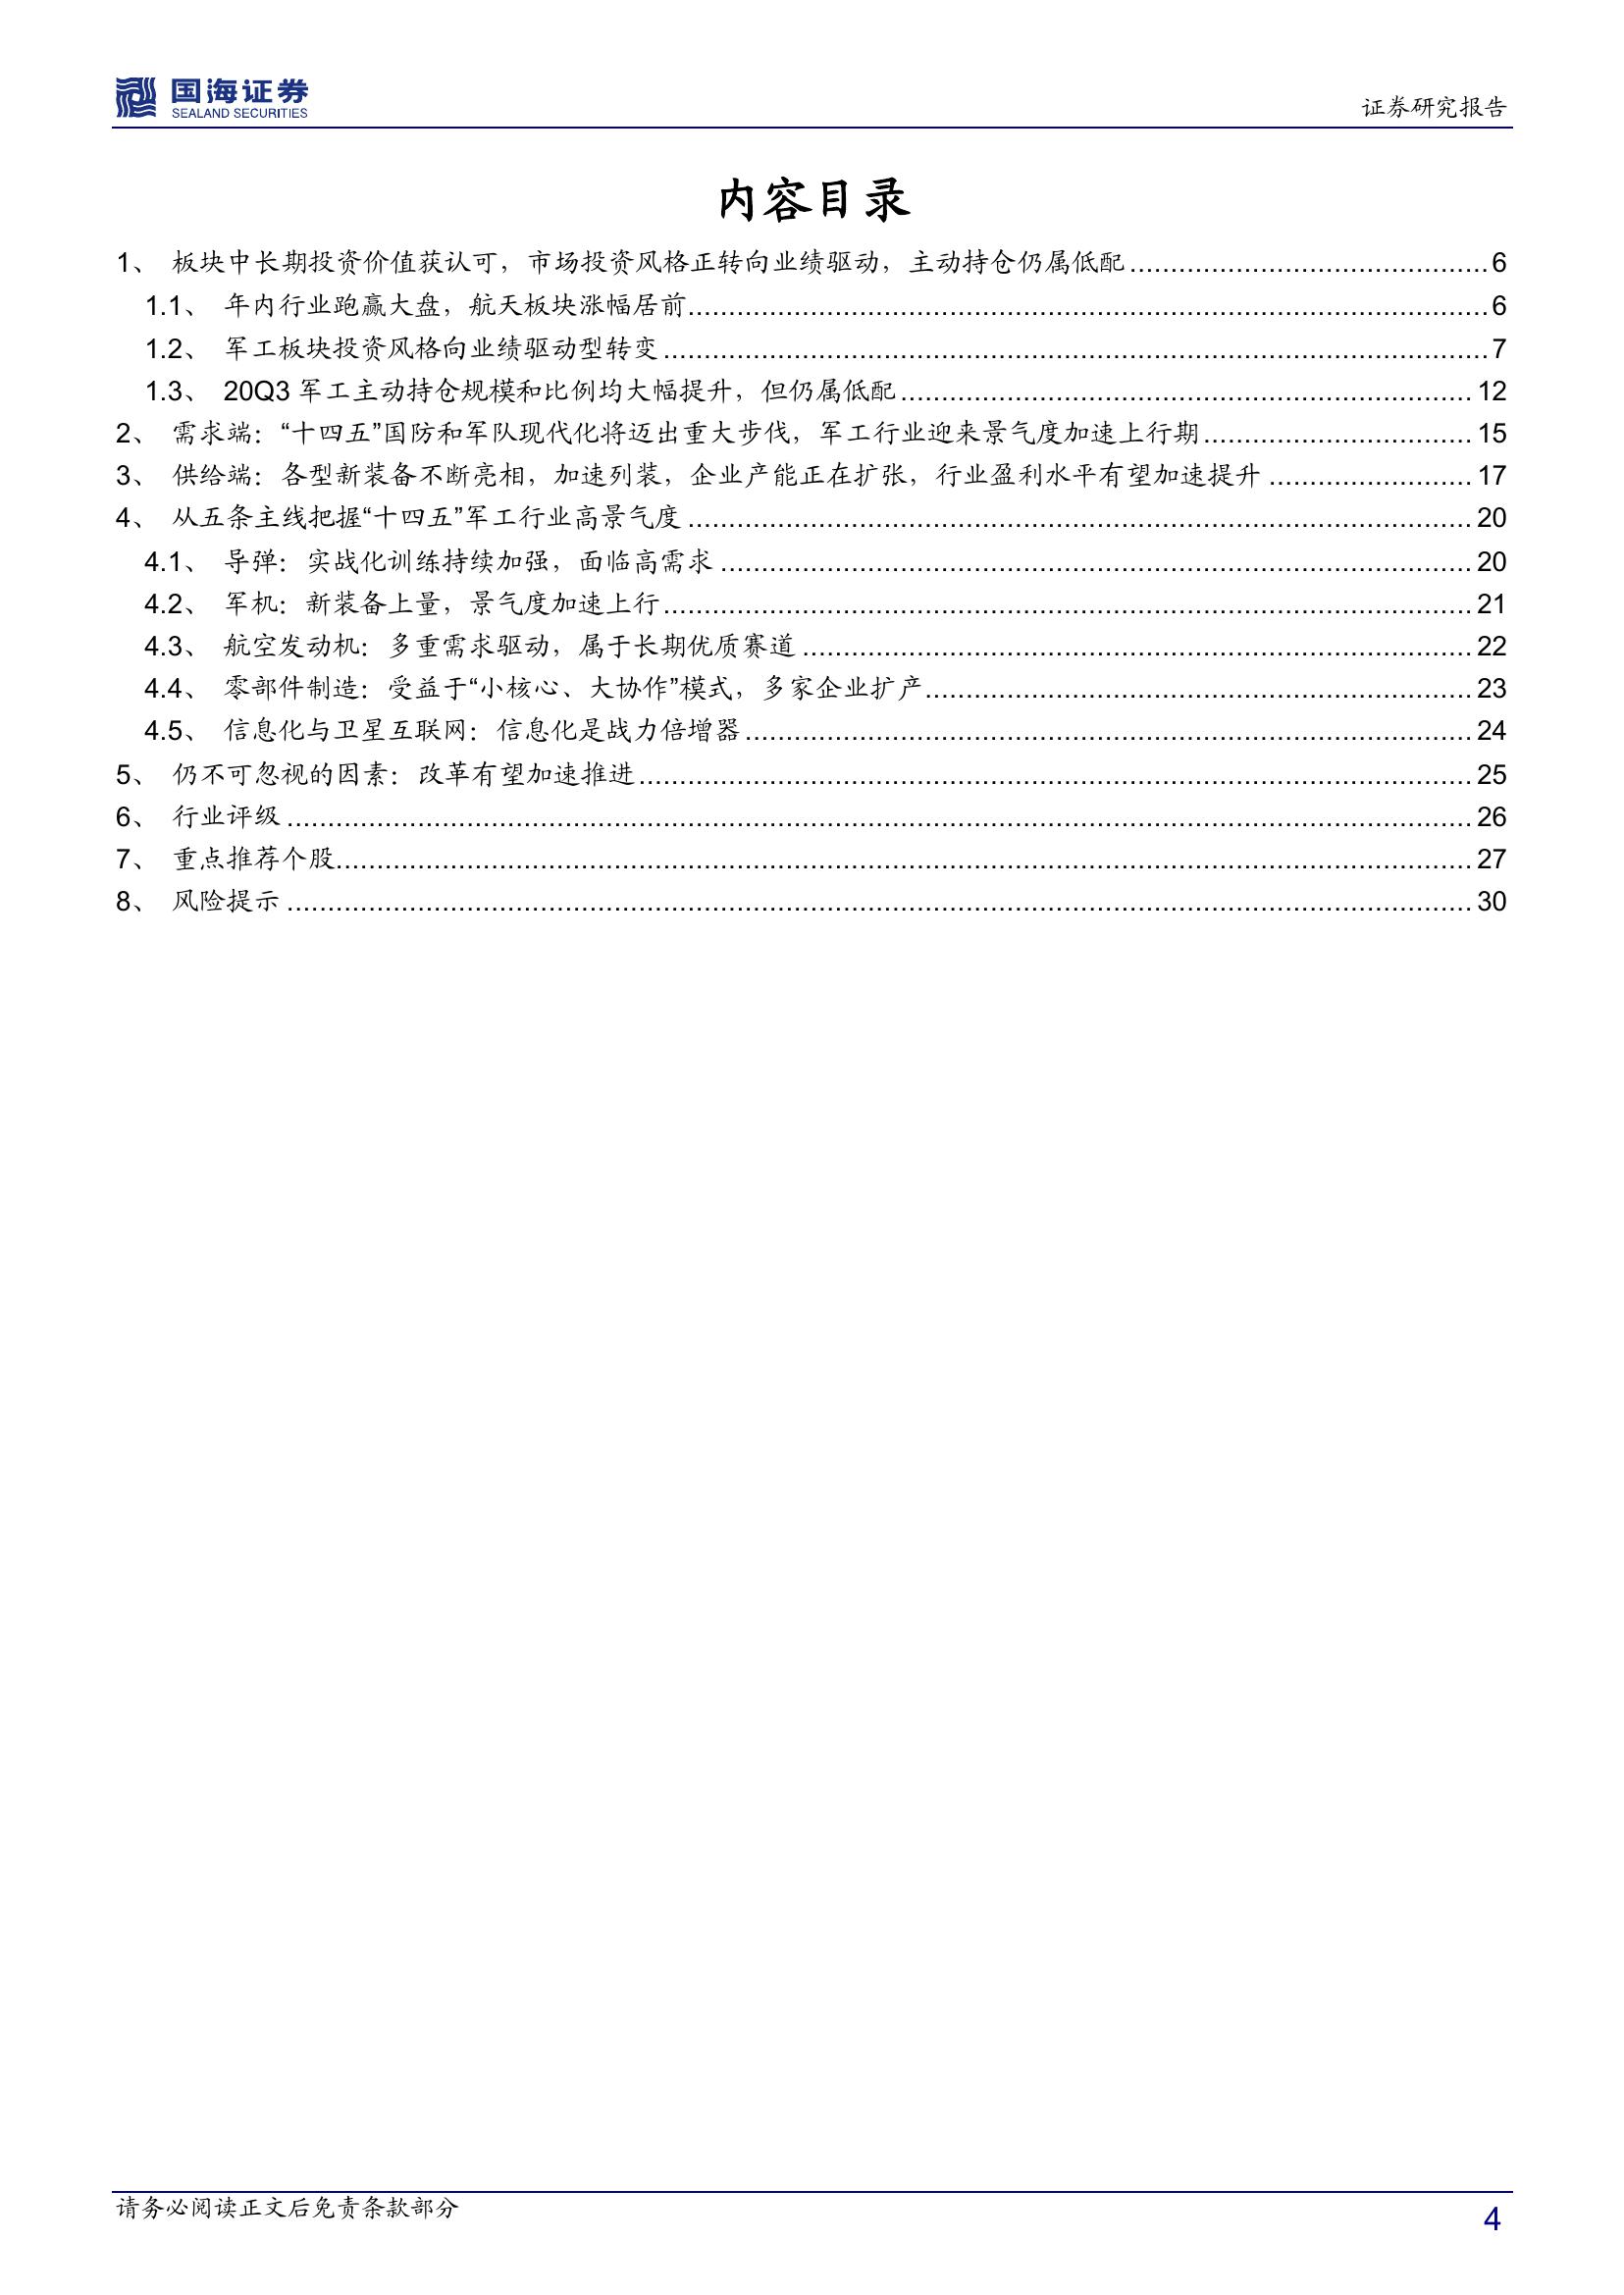 国海证券
SEALAND SECURITIES
证券研究报告
内容目录
1、 板块中长期投资价值获认可，市场投资风格正转向业绩驱动，主动持仓仍属低配 ........ 6
1.1、 年内行业跑赢大盘，航天板块涨幅居前 ........ 6
1.2、 军工板块投资风格向业绩驱动型转变 ........ 7
1.3、 20Q3 军工主动持仓规模和比例均大幅提升，但仍属低配 ........ 12
2、 需求端：“十四五”国防和军队现代化将迈出重大步伐，军工行业迎来景气度加速上行期 ........ 15
3、 供给端：各型新装备不断亮相，加速列装，企业产能正在扩张，行业盈利水平有望加速提升 ........ 17
4、 从五条主线把握“十四五”军工行业高景气度 ........ 20
4.1、 导弹：实战化训练持续加强，面临高需求 ........ 20
4.2、 军机：新装备上量，景气度加速上行 ........ 21
4.3、 航空发动机：多重需求驱动，属于长期优质赛道 ........ 22
4.4、 零部件制造：受益于“小核心、大协作”模式，多家企业扩产 ........ 23
4.5、 信息化与卫星互联网：信息化是战力倍增器 ........ 24
5、 仍不可忽视的因素：改革有望加速推进 ........ 25
6、 行业评级 ........ 26
7、 重点推荐个股 ........ 27
8、 风险提示 ........ 30
请务必阅读正文后免责条款部分
4